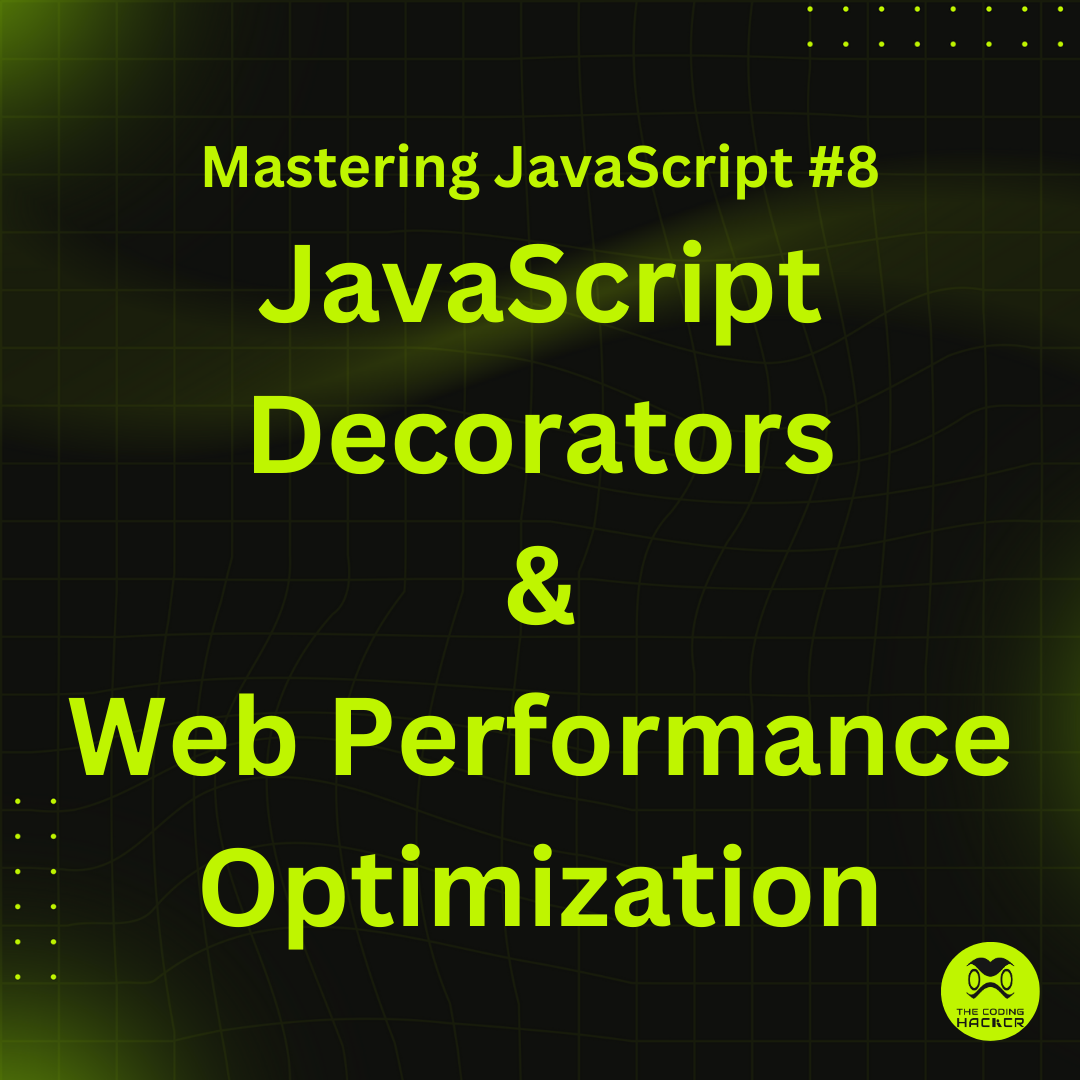 Mastering JavaScript #8
JavaScript
Decorators
&
Web Performance
Optimization
THE CODING
HACKER